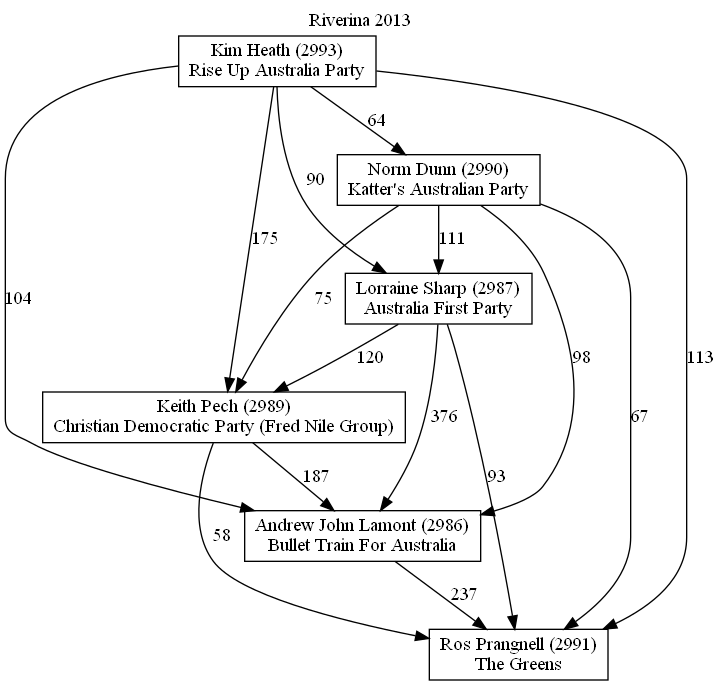 Riverina 2013
Kim Heath (2993)
Rise Up Australia Party
64
Norm Dunn (2990)
Katter's Australian Party
90
175
111
Lorraine Sharp (2987)
Australia First Party
104
75
113
120
98
Keith Pech (2989)
Christian Democratic Party (Fred Nile Group)
376
67
187
93
Andrew John Lamont (2986)
Bullet Train For Australia
58
237
Ros Prangnell (2991)
The Greens